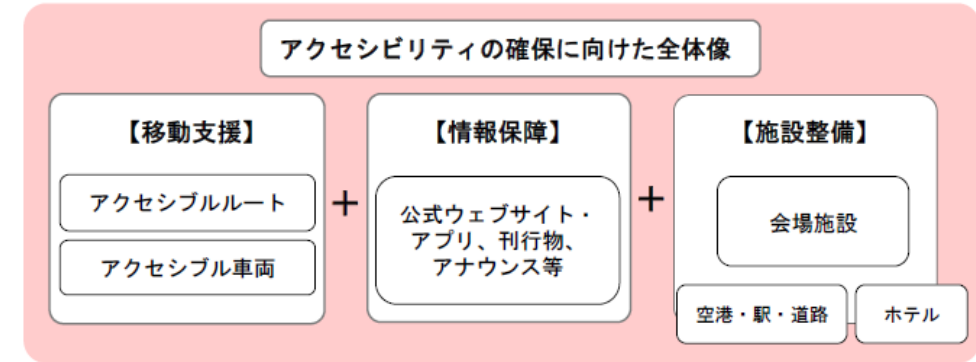 アクセシビリティの確保に向けた全体像
【移動支援】
アクセシブルルート
アクセシブル車両
+
【情報保障】
公式ウェブサイト・
アプリ、刊行物、
アナウンス等
+
【施設整備】
会場施設
空港・駅・道路
ホテル